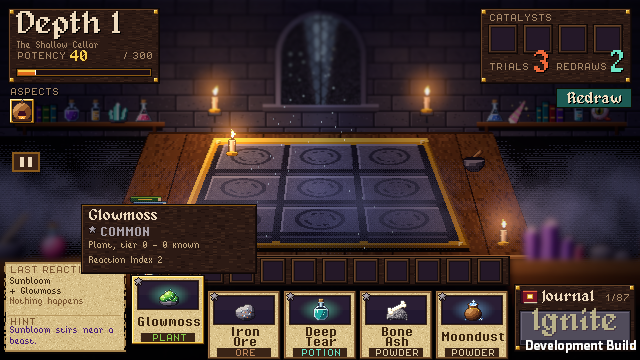 Depth 1
The Shallow Cellar
POTENCY 40 / 300
ASPECTS
CATALYSTS
TRIALS 3 REDRAWS 2
Redraw
Glowmoss
* COMMON
Plant, tier 0 - 0 known
Reaction Index 2
LAST REACTI
Sunbloom
+ Glowmoss
Nothing happens
HINT
Sunbloom stirs near a
beast.
Glowmoss
PLANT
Iron
Ore
ORE
Deep
Tear
POTION
Bone
Ash
POWDER
Moondust
POWDER
Journal 1/87
Ignite
Development Build